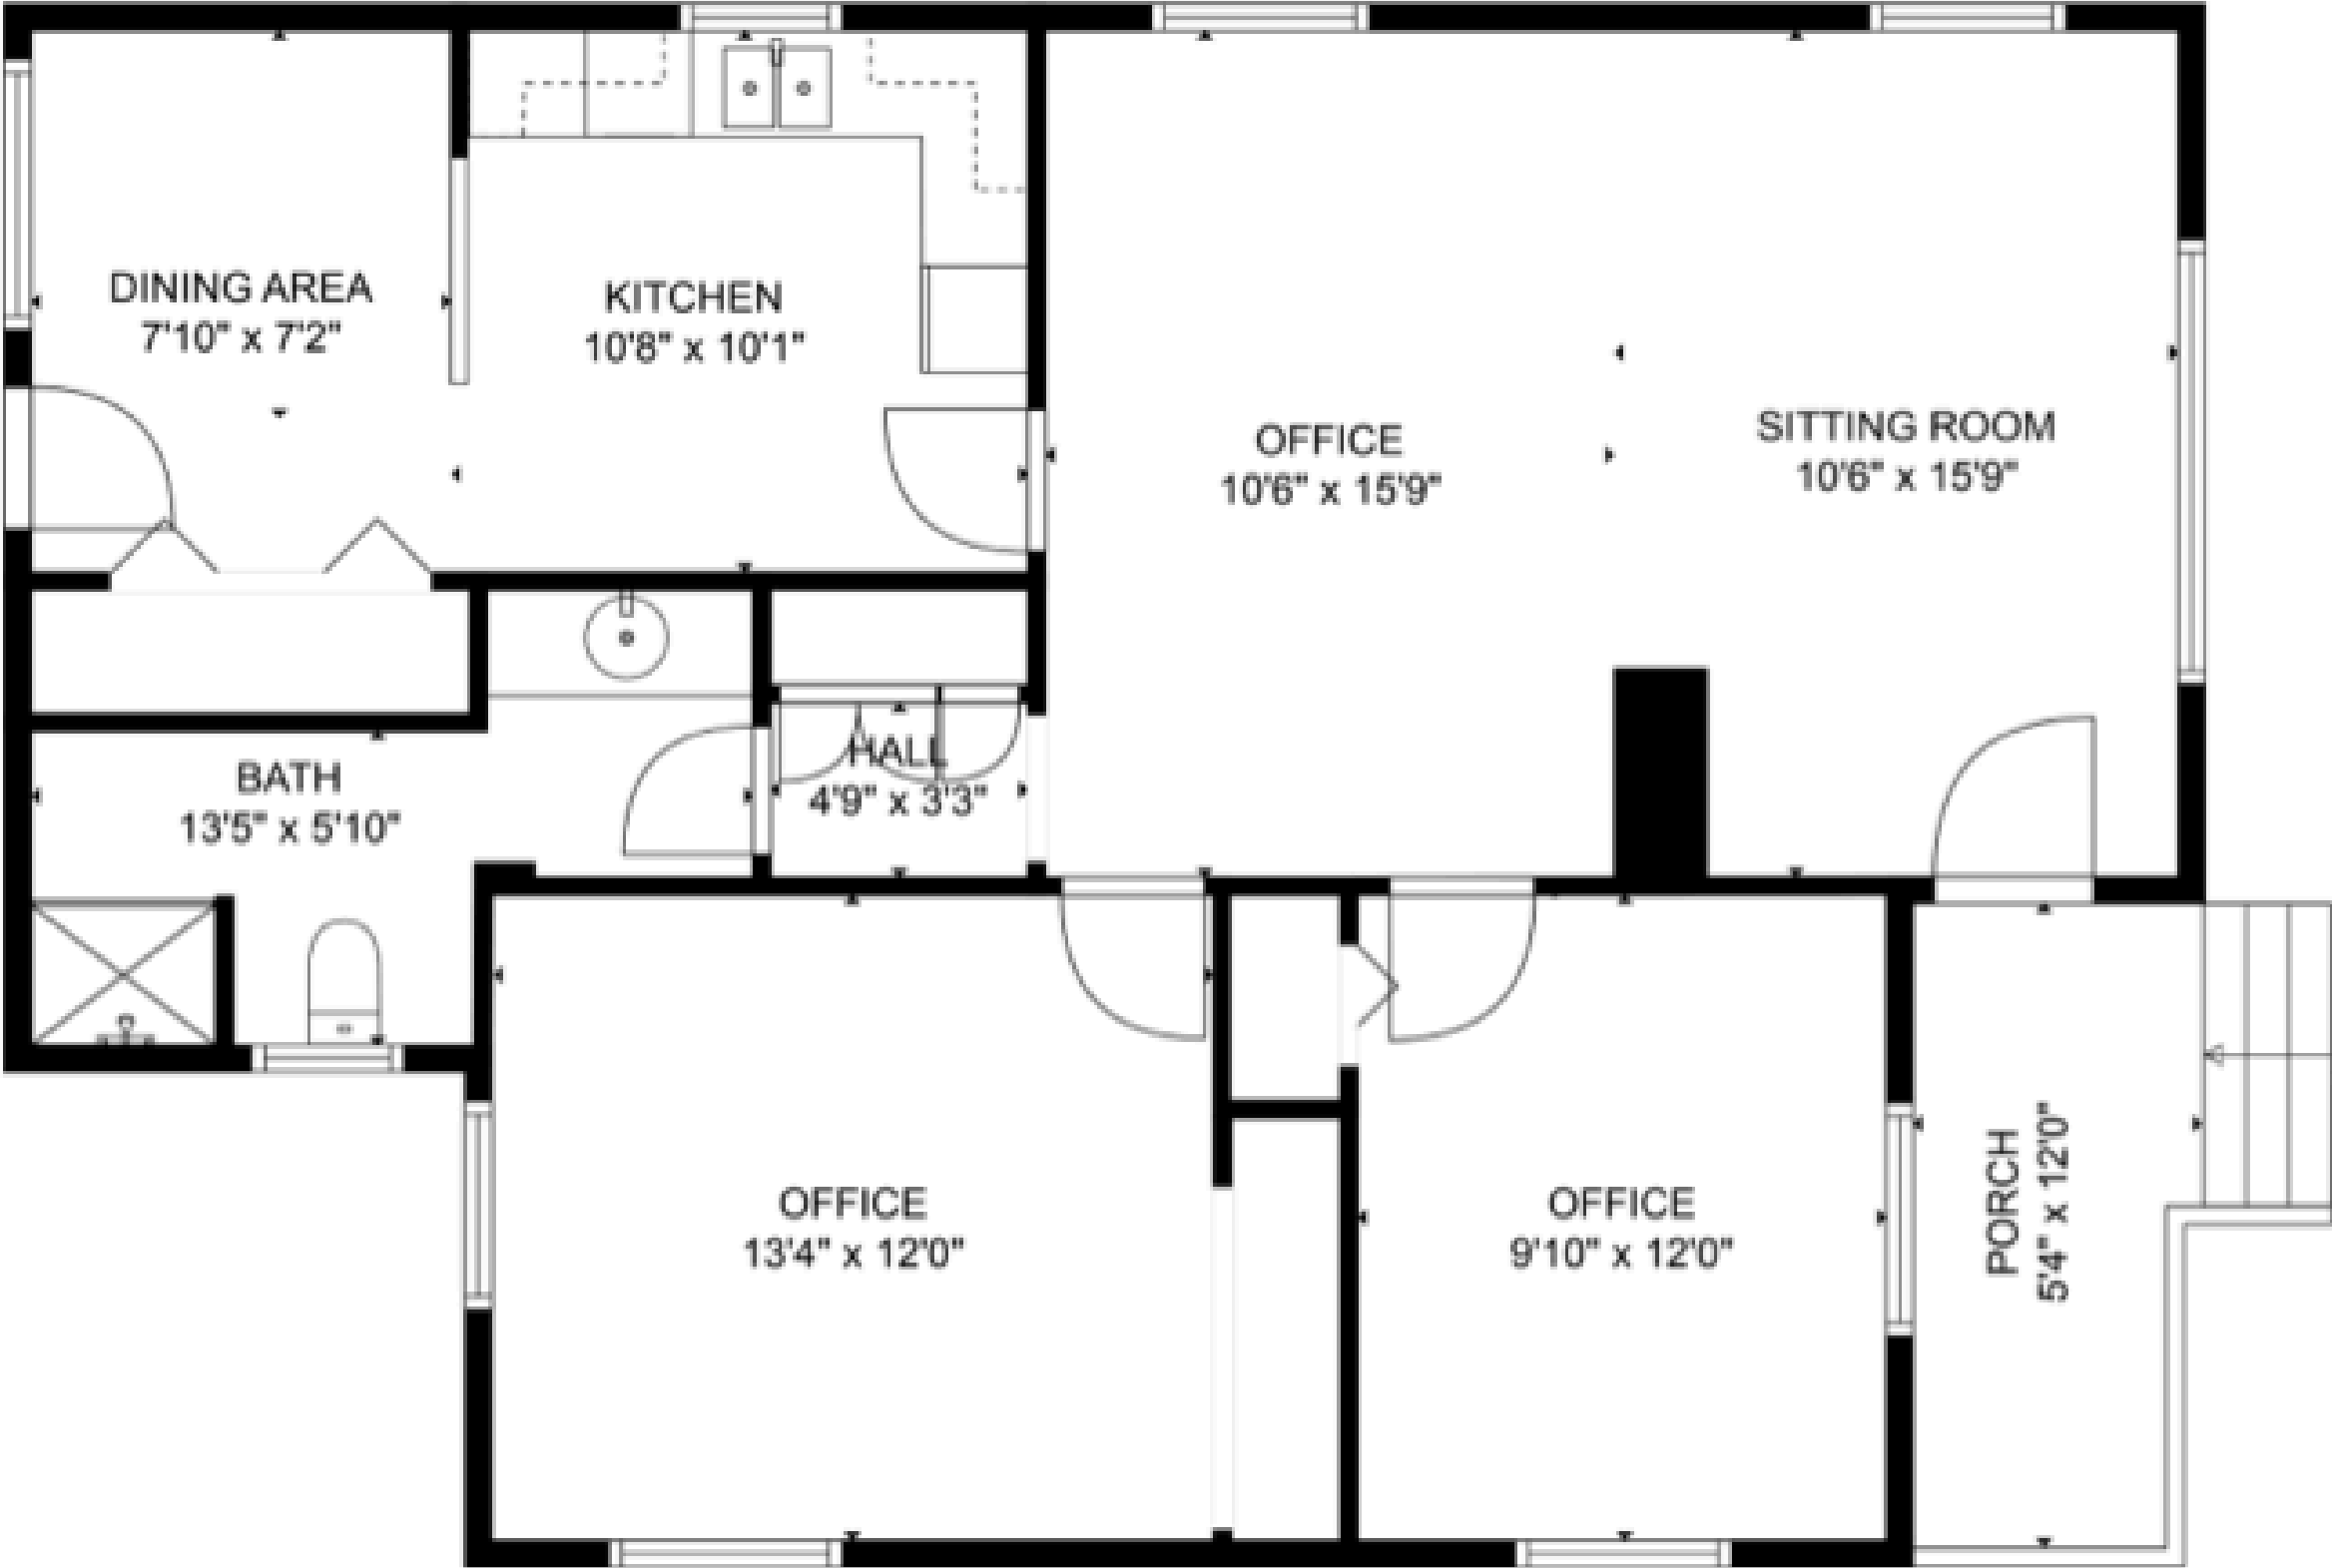 DINING AREA
7'10" x 7'2"
KITCHEN
10'8" x 10'1"
OFFICE
10'6" x 15'9"
SITTING ROOM
10'6" x 15'9"
BATH
13'5" x 5'10"
HALL
4'9" x 3'3"
OFFICE
13'4" x 12'0"
OFFICE
9'10" x 12'0"
PORCH
5'4" x 12'0"